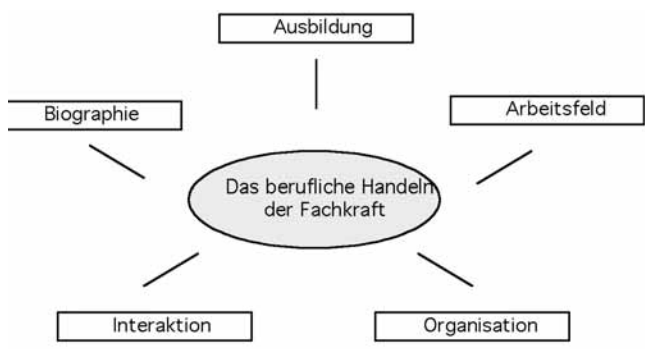 Ausbildung
Biographie
Arbeitsfeld
Das berufliche Handeln
der Fachkraft
Interaktion
Organisation